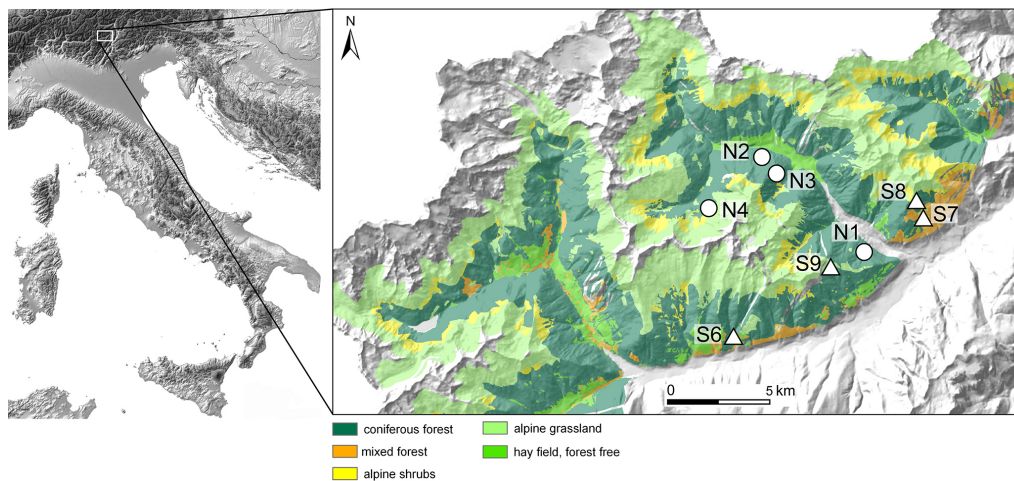 N
N2
N3
S8
S7
N4
N1
S9
S6
0 5 km
coniferous forest
alpine grassland
mixed forest
hay field, forest free
alpine shrubs